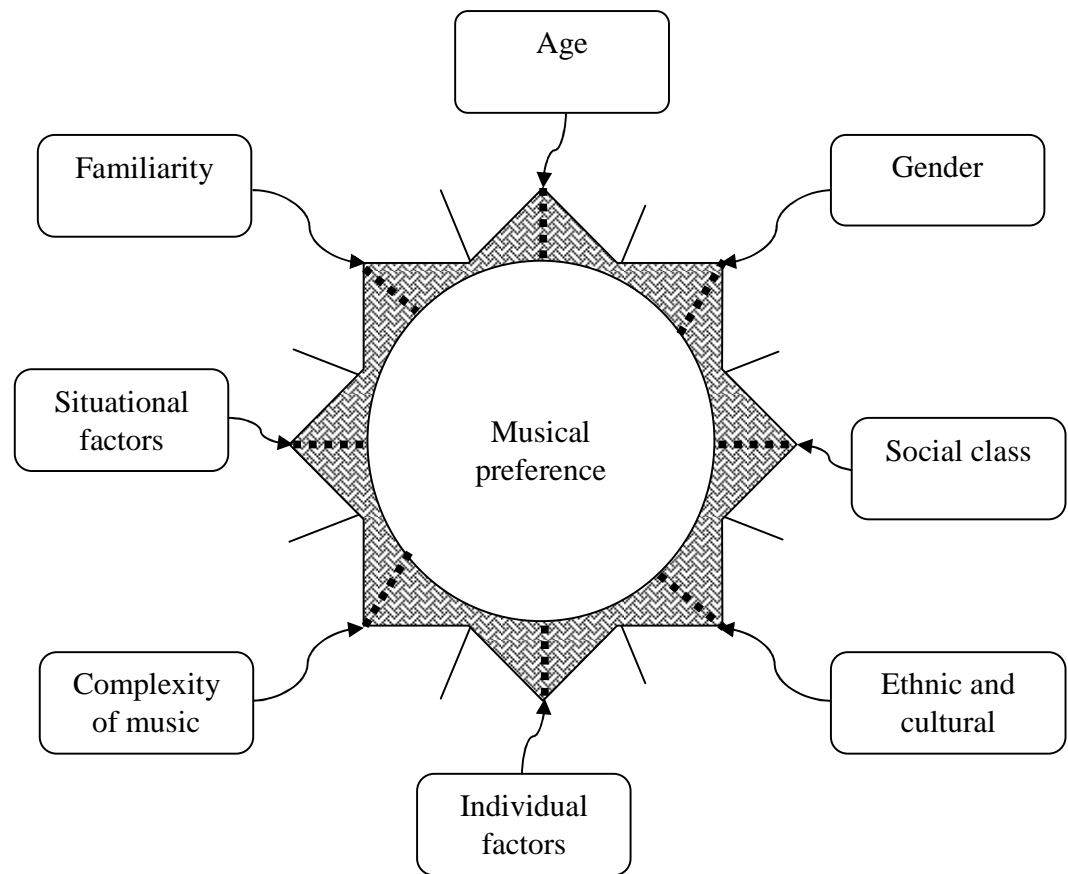 Age
Familiarity
Gender
Situational
factors
Musical
preference
Social class
Complexity
of music
Ethnic and
cultural
Individual
factors